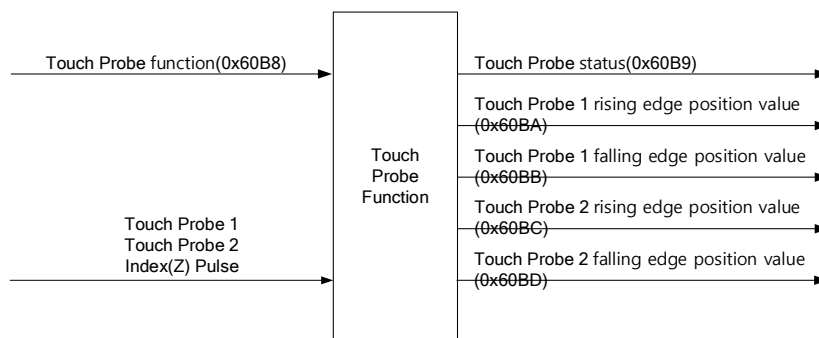 Touch Probe function(0x60B8)
Touch Probe 1
Touch Probe 2
Index(Z) Pulse
Touch
Probe
Function
Touch Probe status(0x60B9)
Touch Probe 1 rising edge position value
(0x60BA)
Touch Probe 1 falling edge position value
(0x60BB)
Touch Probe 2 rising edge position value
(0x60BC)
Touch Probe 2 falling edge position value
(0x60BD)